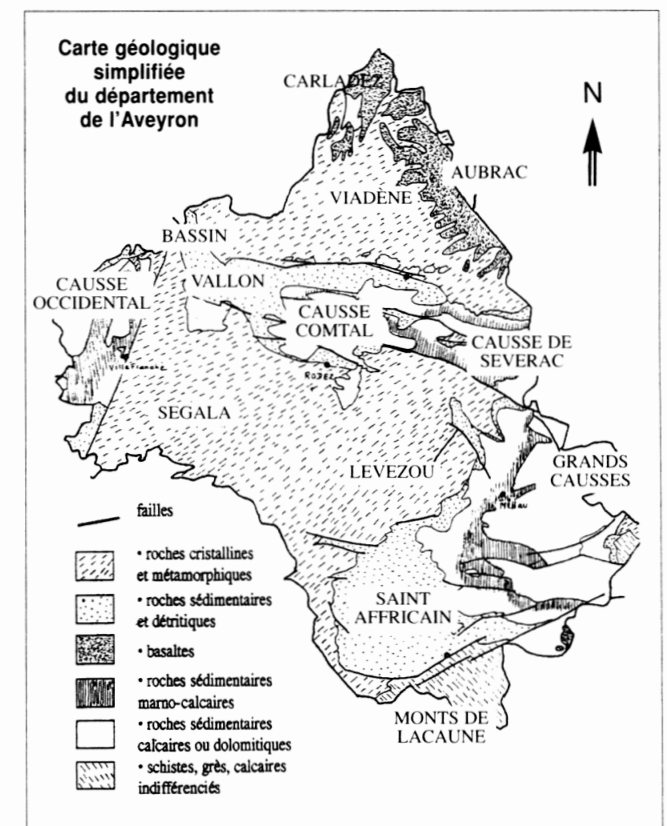 Carte géologique
simplifiée
du département
de l'Aveyron
N
CARLADEZ
AUBRAC
VIADÈNE
BASSIN
VALLON
CAUSSE
OCCIDENTAL
CAUSSE
COMTAL
CAUSSE DE
SEVERAC
Villefranche
RODEZ
SEGALA
LEVEZOU
GRANDS
CAUSSES
Millau
SAINT
AFFRICAIN
MONTS DE
LACAUNE
failles
• roches cristallines
et métamorphiques
• roches sédimentaires
et détritiques
• basaltes
• roches sédimentaires
marno-calcaires
• roches sédimentaires
calcaires ou dolomitiques
• schistes, grès, calcaires
indifférenciés